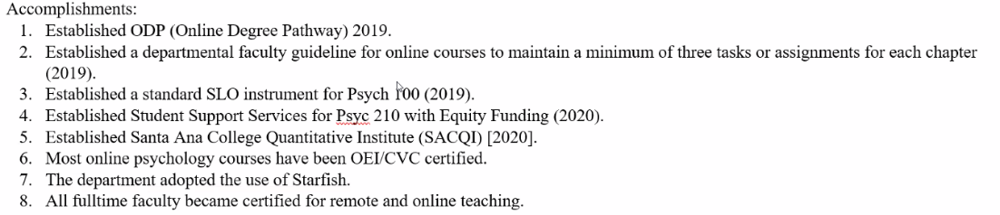 Accomplishments:
1. Established ODP (Online Degree Pathway) 2019.
2. Established a departmental faculty guideline for online courses to maintain a minimum of three tasks or assignments for each chapter
(2019).
3. Established a standard SLO instrument for Psych 100 (2019).
4. Established Student Support Services for Psyc 210 with Equity Funding (2020).
5. Established Santa Ana College Quantitative Institute (SACQI) [2020].
6. Most online psychology courses have been OEI/CVC certified.
7. The department adopted the use of Starfish.
8. All fulltime faculty became certified for remote and online teaching.